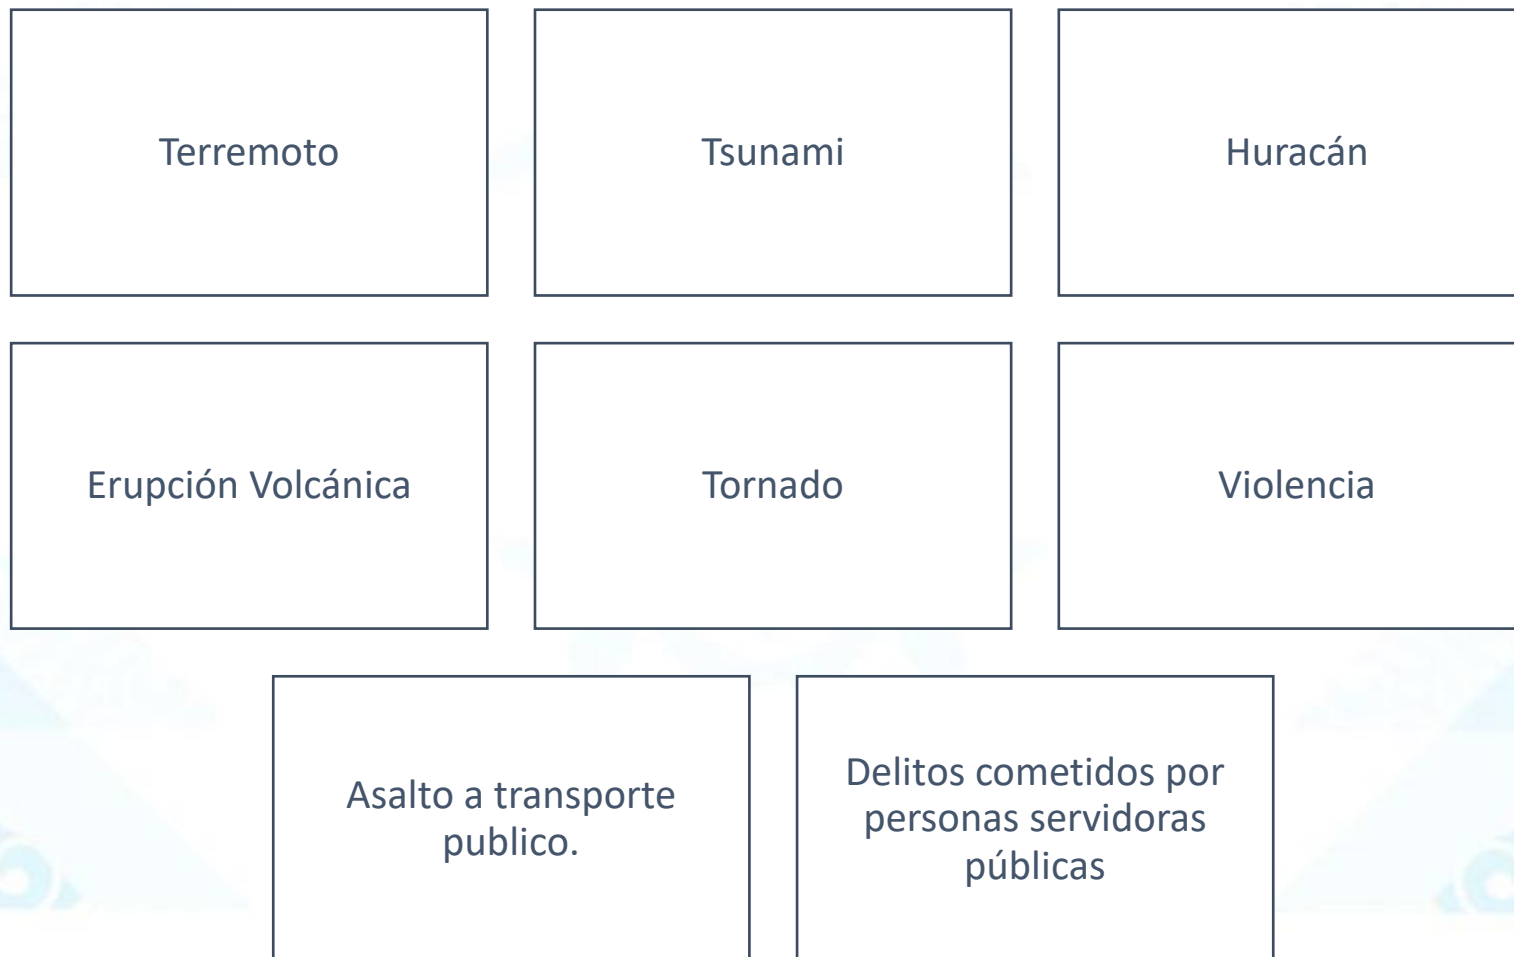 Terremoto
Tsunami
Huracán
Erupción Volcánica
Tornado
Violencia
Asalto a transporte
publico.
Delitos cometidos por
personas servidoras
públicas